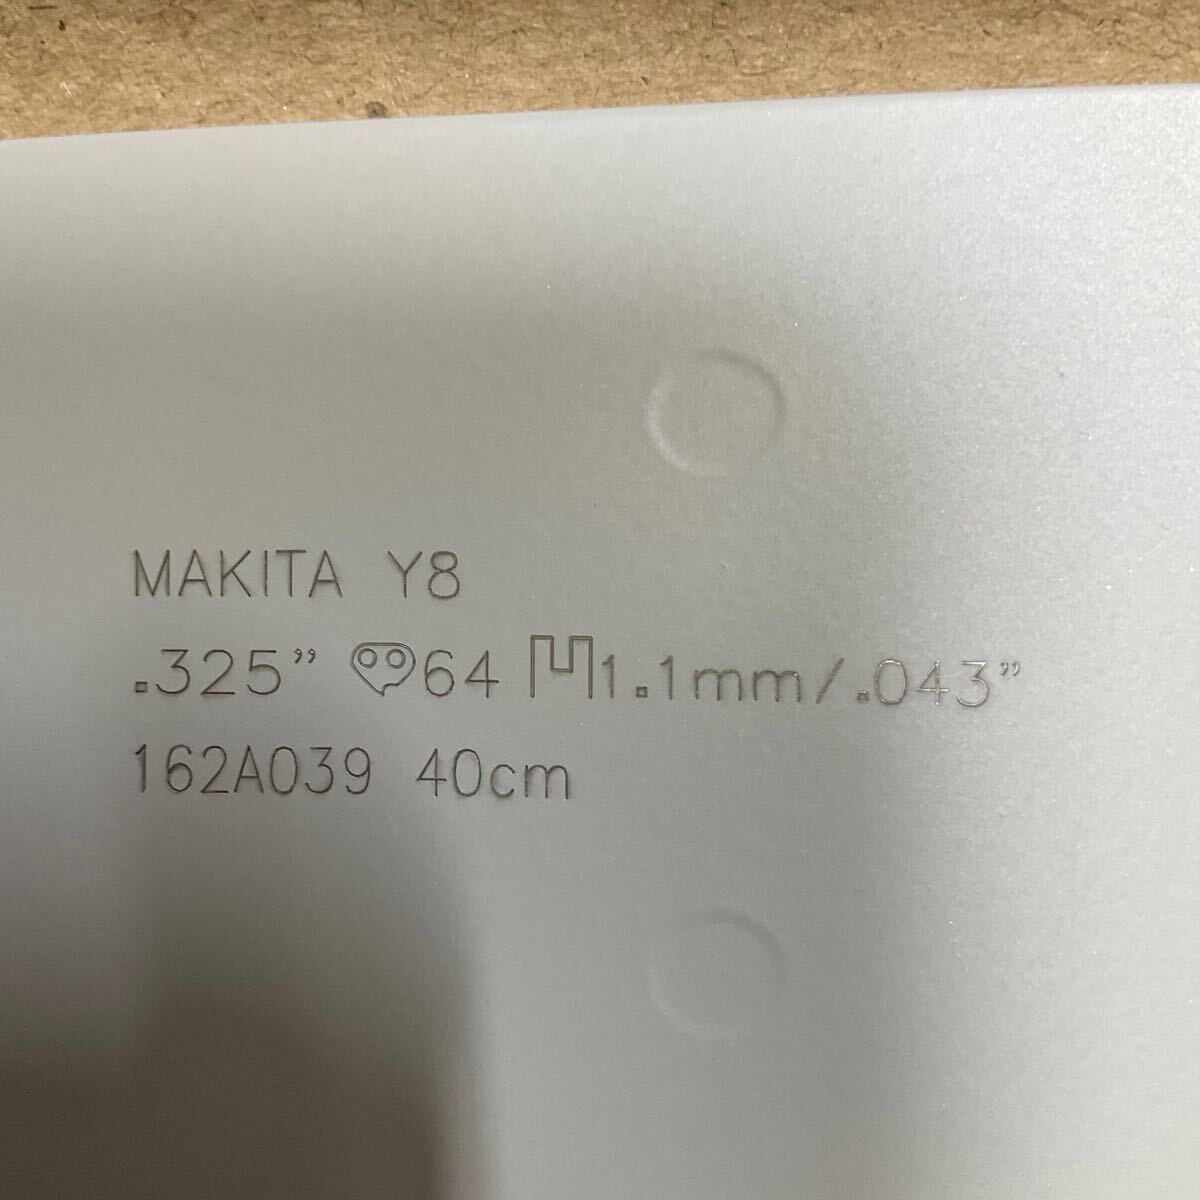 MAKITA Y8
.325” 64 1.1mm/.043”
162A039 40cm